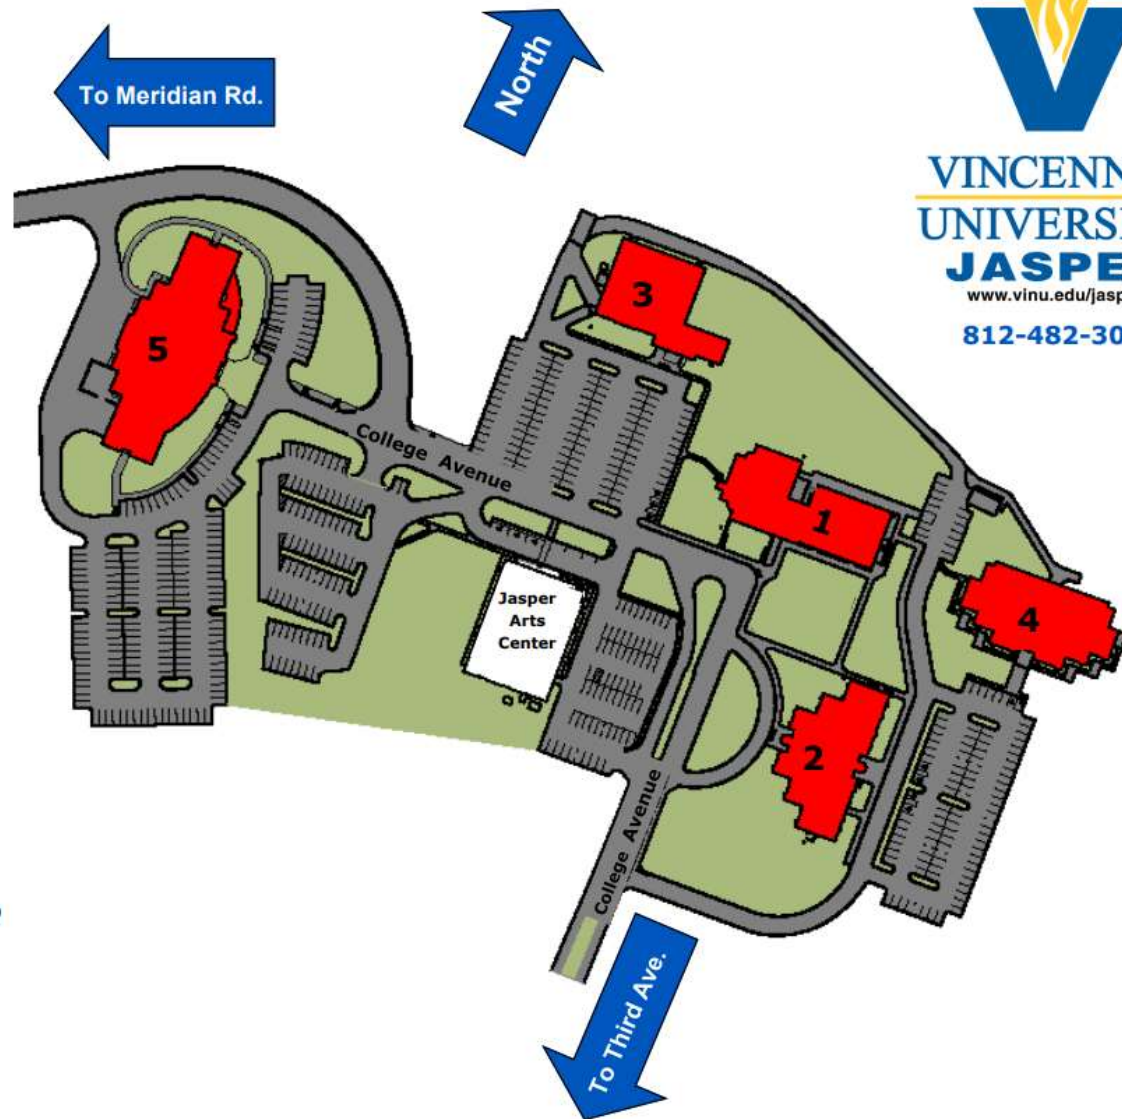 To Meridian Rd.
North
VINCENN
UNIVERSI
JASPE
www.vinu.edu/jasp
812-482-30
3
5
College Avenue
1
Jasper
Arts
Center
4
2
College Avenue
To Third Ave.